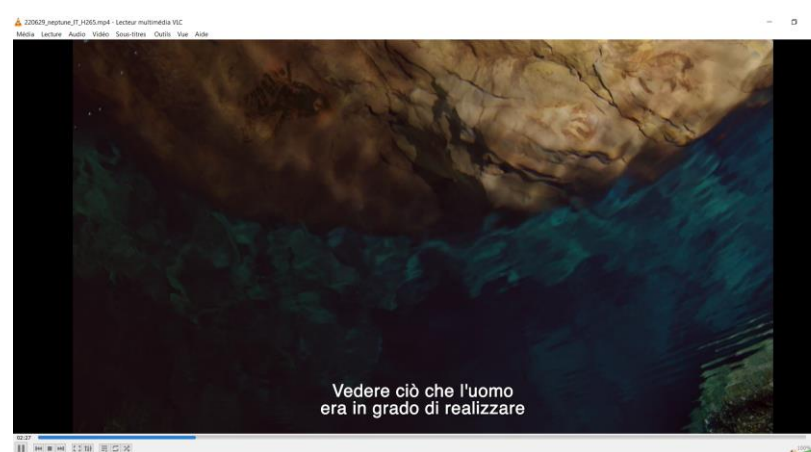 220629_neptune_IT_H265.mp4 - Lecteur multimédia VLC
Média Lecture Audio Vidéo Sous-titres Outils Vue Aide
Vedere ciò che l'uomo
era in grado di realizzare
02:27